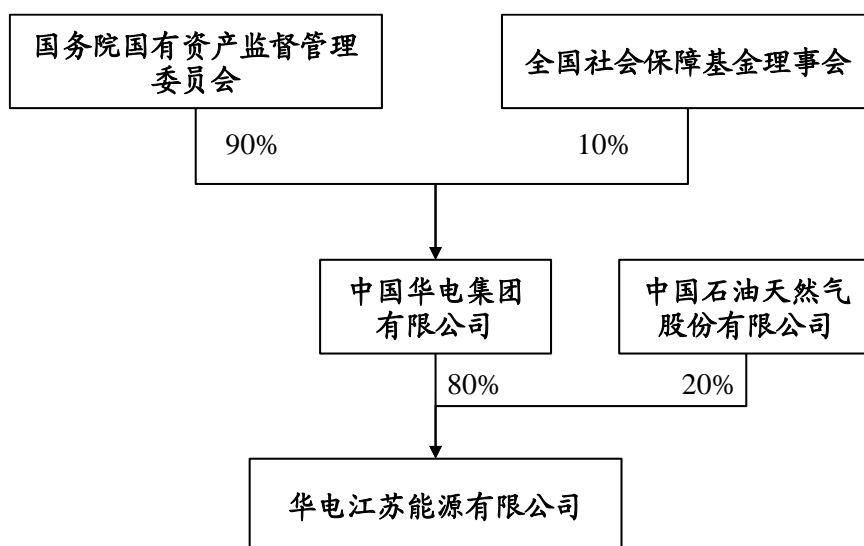 国务院国有资产监督管理
委员会
全国社会保障基金理事会
90%
10%
中国华电集团
有限公司
中国石油天然气
股份有限公司
80%
20%
华电江苏能源有限公司